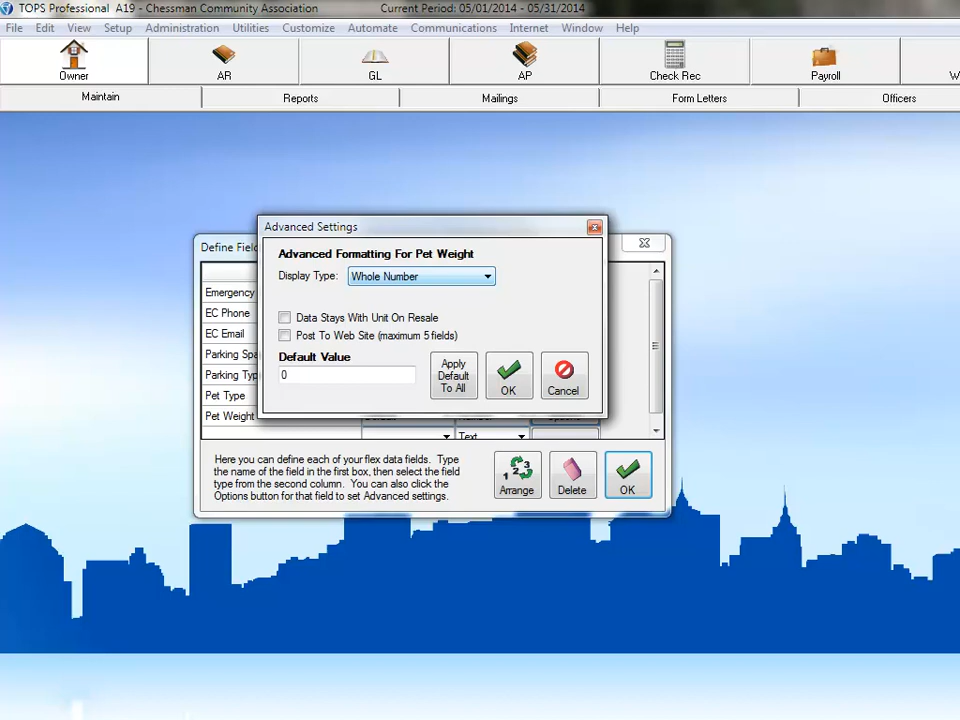 TOPS Professional A19 - Chessman Community Association Current Period: 05/01/2014 - 05/31/2014
File Edit View Setup Administration Utilities Customize Automate Communications Internet Window Help
Owner AR GL AP Check Rec Payroll W
Maintain Reports Mailings Form Letters Officers
Define Fiel
Advanced Settings
Advanced Formatting For Pet Weight
Display Type: Whole Number
Data Stays With Unit On Resale
Post To Web Site (maximum 5 fields)
Default Value
0
Apply
Default
To All
OK
Cancel
Emergency
EC Phone
EC Email
Parking Spa
Parking Typ
Pet Type
Pet Weight
Text
Here you can define each of your flex data fields. Type
the name of the field in the first box, then select the field
type from the second column. You can also click the
Options button for that field to set Advanced settings.
1 2 3
Arrange
Delete
OK